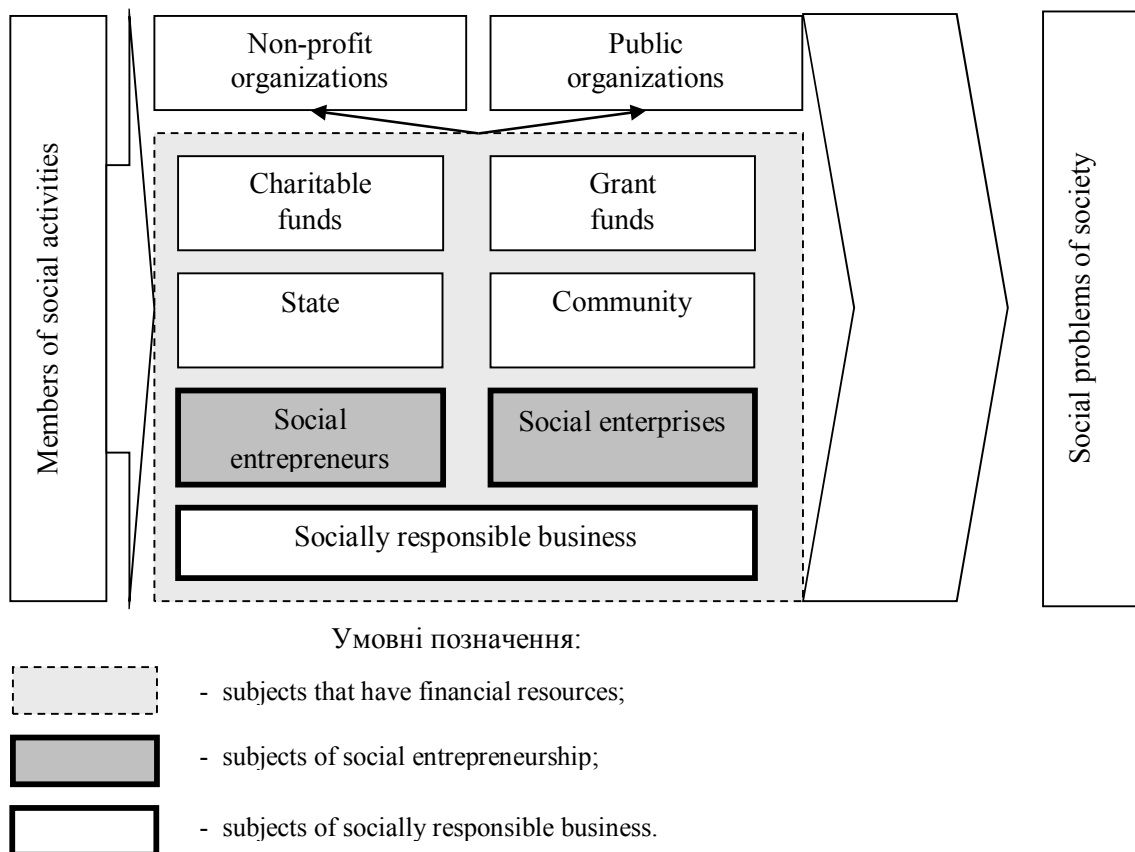 Members of social activities
Non-profit
organizations
Public
organizations
Charitable
funds
Grant
funds
State
Community
Social
entrepreneurs
Social enterprises
Socially responsible business
Social problems of society
Умовні позначення:
- subjects that have financial resources;
- subjects of social entrepreneurship;
- subjects of socially responsible business.